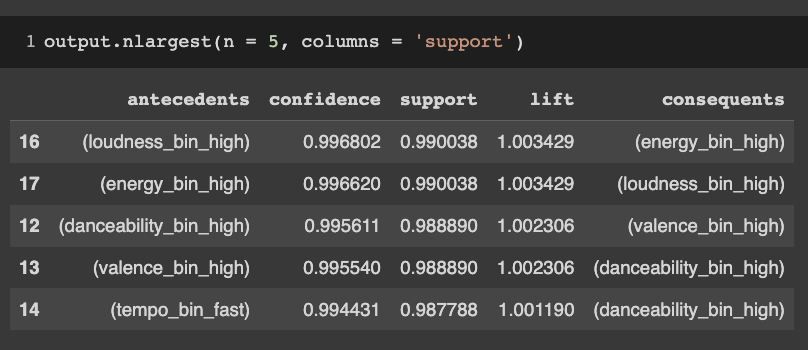 1 output.nlargest(n = 5, columns = 'support')
antecedents confidence support lift consequents
16 (loudness_bin_high) 0.996802 0.990038 1.003429 (energy_bin_high)
17 (energy_bin_high) 0.996620 0.990038 1.003429 (loudness_bin_high)
12 (danceability_bin_high) 0.995611 0.988890 1.002306 (valence_bin_high)
13 (valence_bin_high) 0.995540 0.988890 1.002306 (danceability_bin_high)
14 (tempo_bin_fast) 0.994431 0.987788 1.001190 (danceability_bin_high)